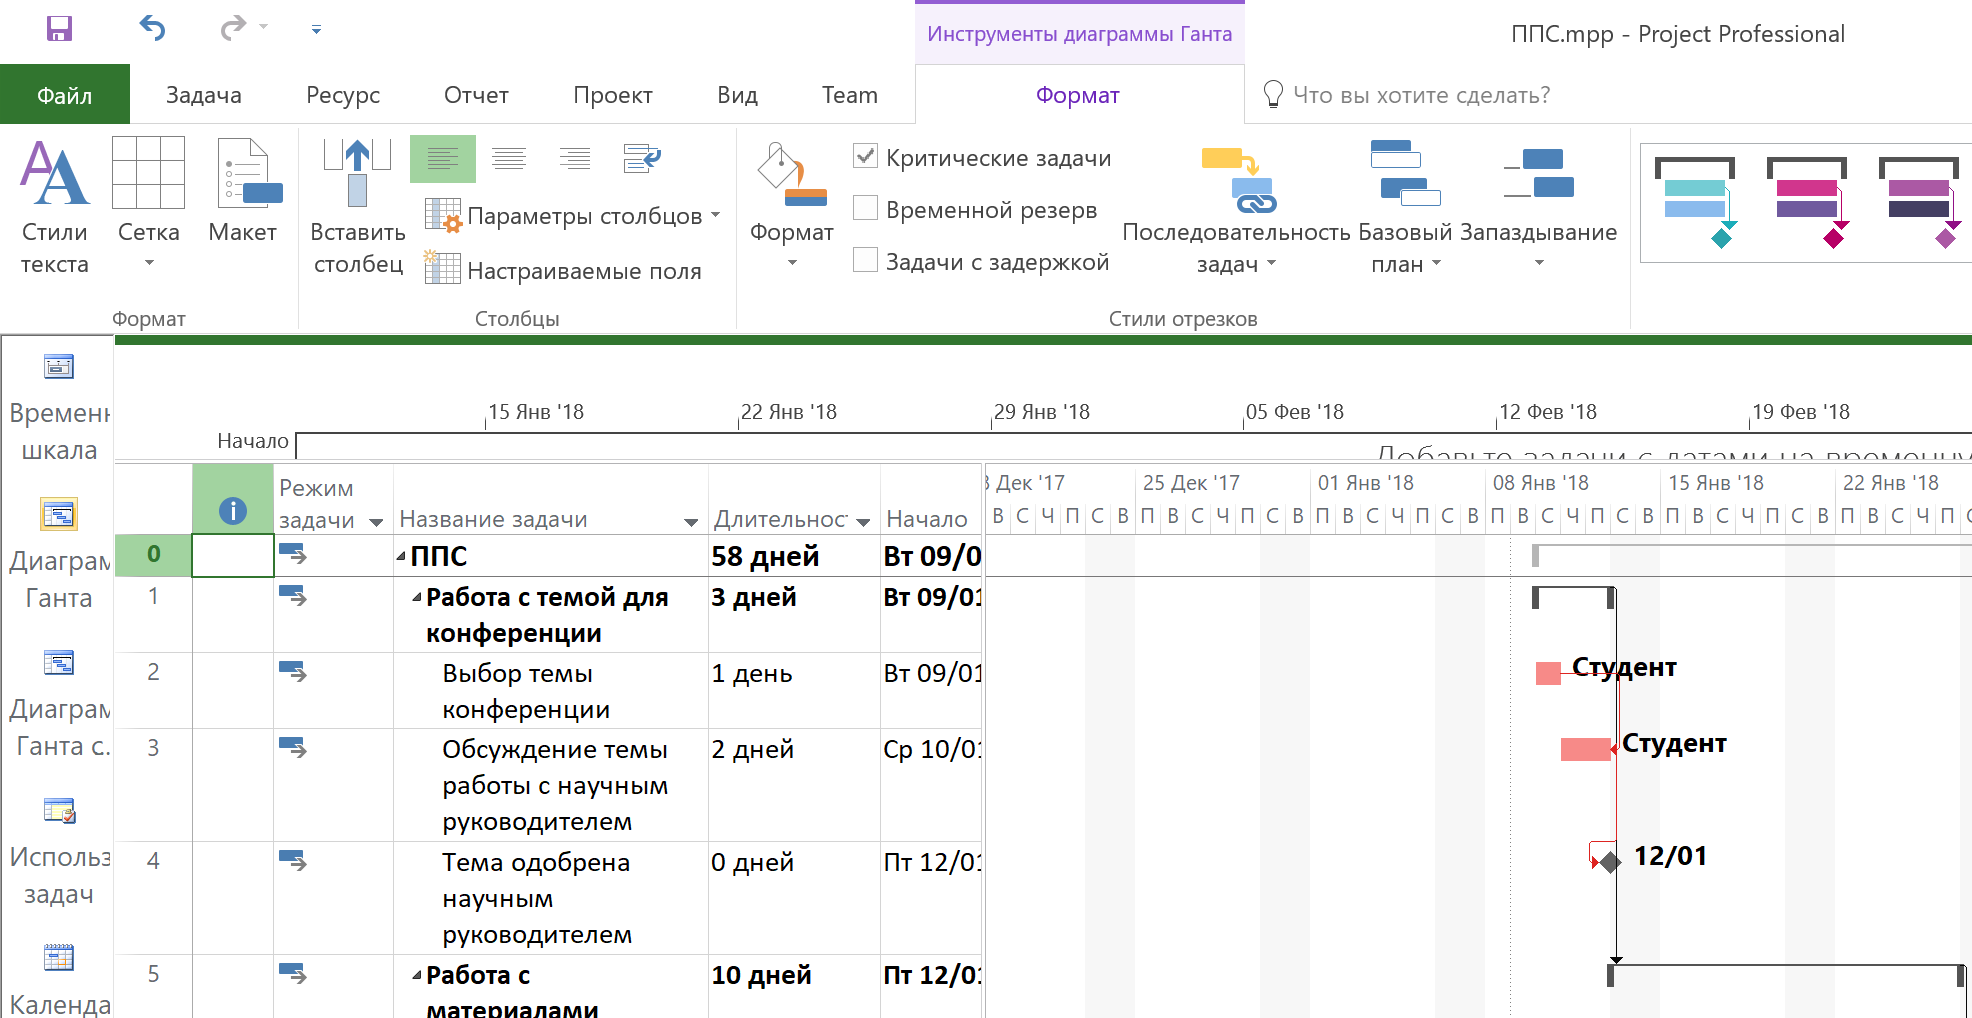 Инструменты диаграммы Ганта
ППС.mpp - Project Professional
Файл Задача Ресурс Отчет Проект Вид Team Формат Что вы хотите сделать?
Стили текста
Сетка
Макет
Формат
Вставить столбец
Параметры столбцов
Настраиваемые поля
Столбцы
Формат
Критические задачи
Временной резерв
Задачи с задержкой
Последовательность задач
Базовый план
Запаздывание
Стили отрезков
Временн
шкала
Диаграм
Ганта
Диаграм
Ганта с.
Использ
задач
Календа
15 Янв '18 22 Янв '18 29 Янв '18 05 Фев '18 12 Фев '18 19 Фев '18
Начало
Добавьте задачи с датами на временну
Режим задачи Название задачи Длительнос Начало
Дек '17 25 Дек '17 01 Янв '18 08 Янв '18 15 Янв '18 22 Янв '18
В С Ч П С В П В С Ч П С В П В С Ч П С В П В С Ч П С В П В С Ч П С В П В С Ч П С
0 ППС 58 дней Вт 09/0
1 Работа с темой для конференции 3 дней Вт 09/01
2 Выбор темы конференции 1 день Вт 09/01
Студент
3 Обсуждение темы работы с научным руководителем 2 дней Ср 10/01
Студент
4 Тема одобрена научным руководителем 0 дней Пт 12/01
12/01
5 Работа с материалами 10 дней Пт 12/01